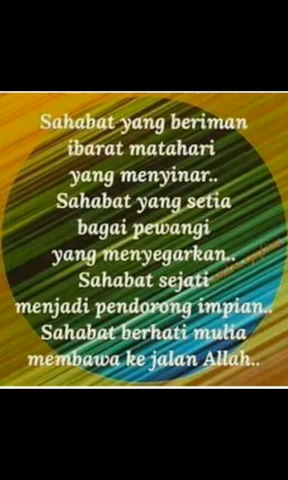 Sahabat yang beriman
ibarat matahari
yang menyinar..
Sahabat yang setia
bagai pewangi
yang menyegarkan..
Sahabat sejati
menjadi pendorong impian..
Sahabat berhati mulia
membawa ke jalan Allah..